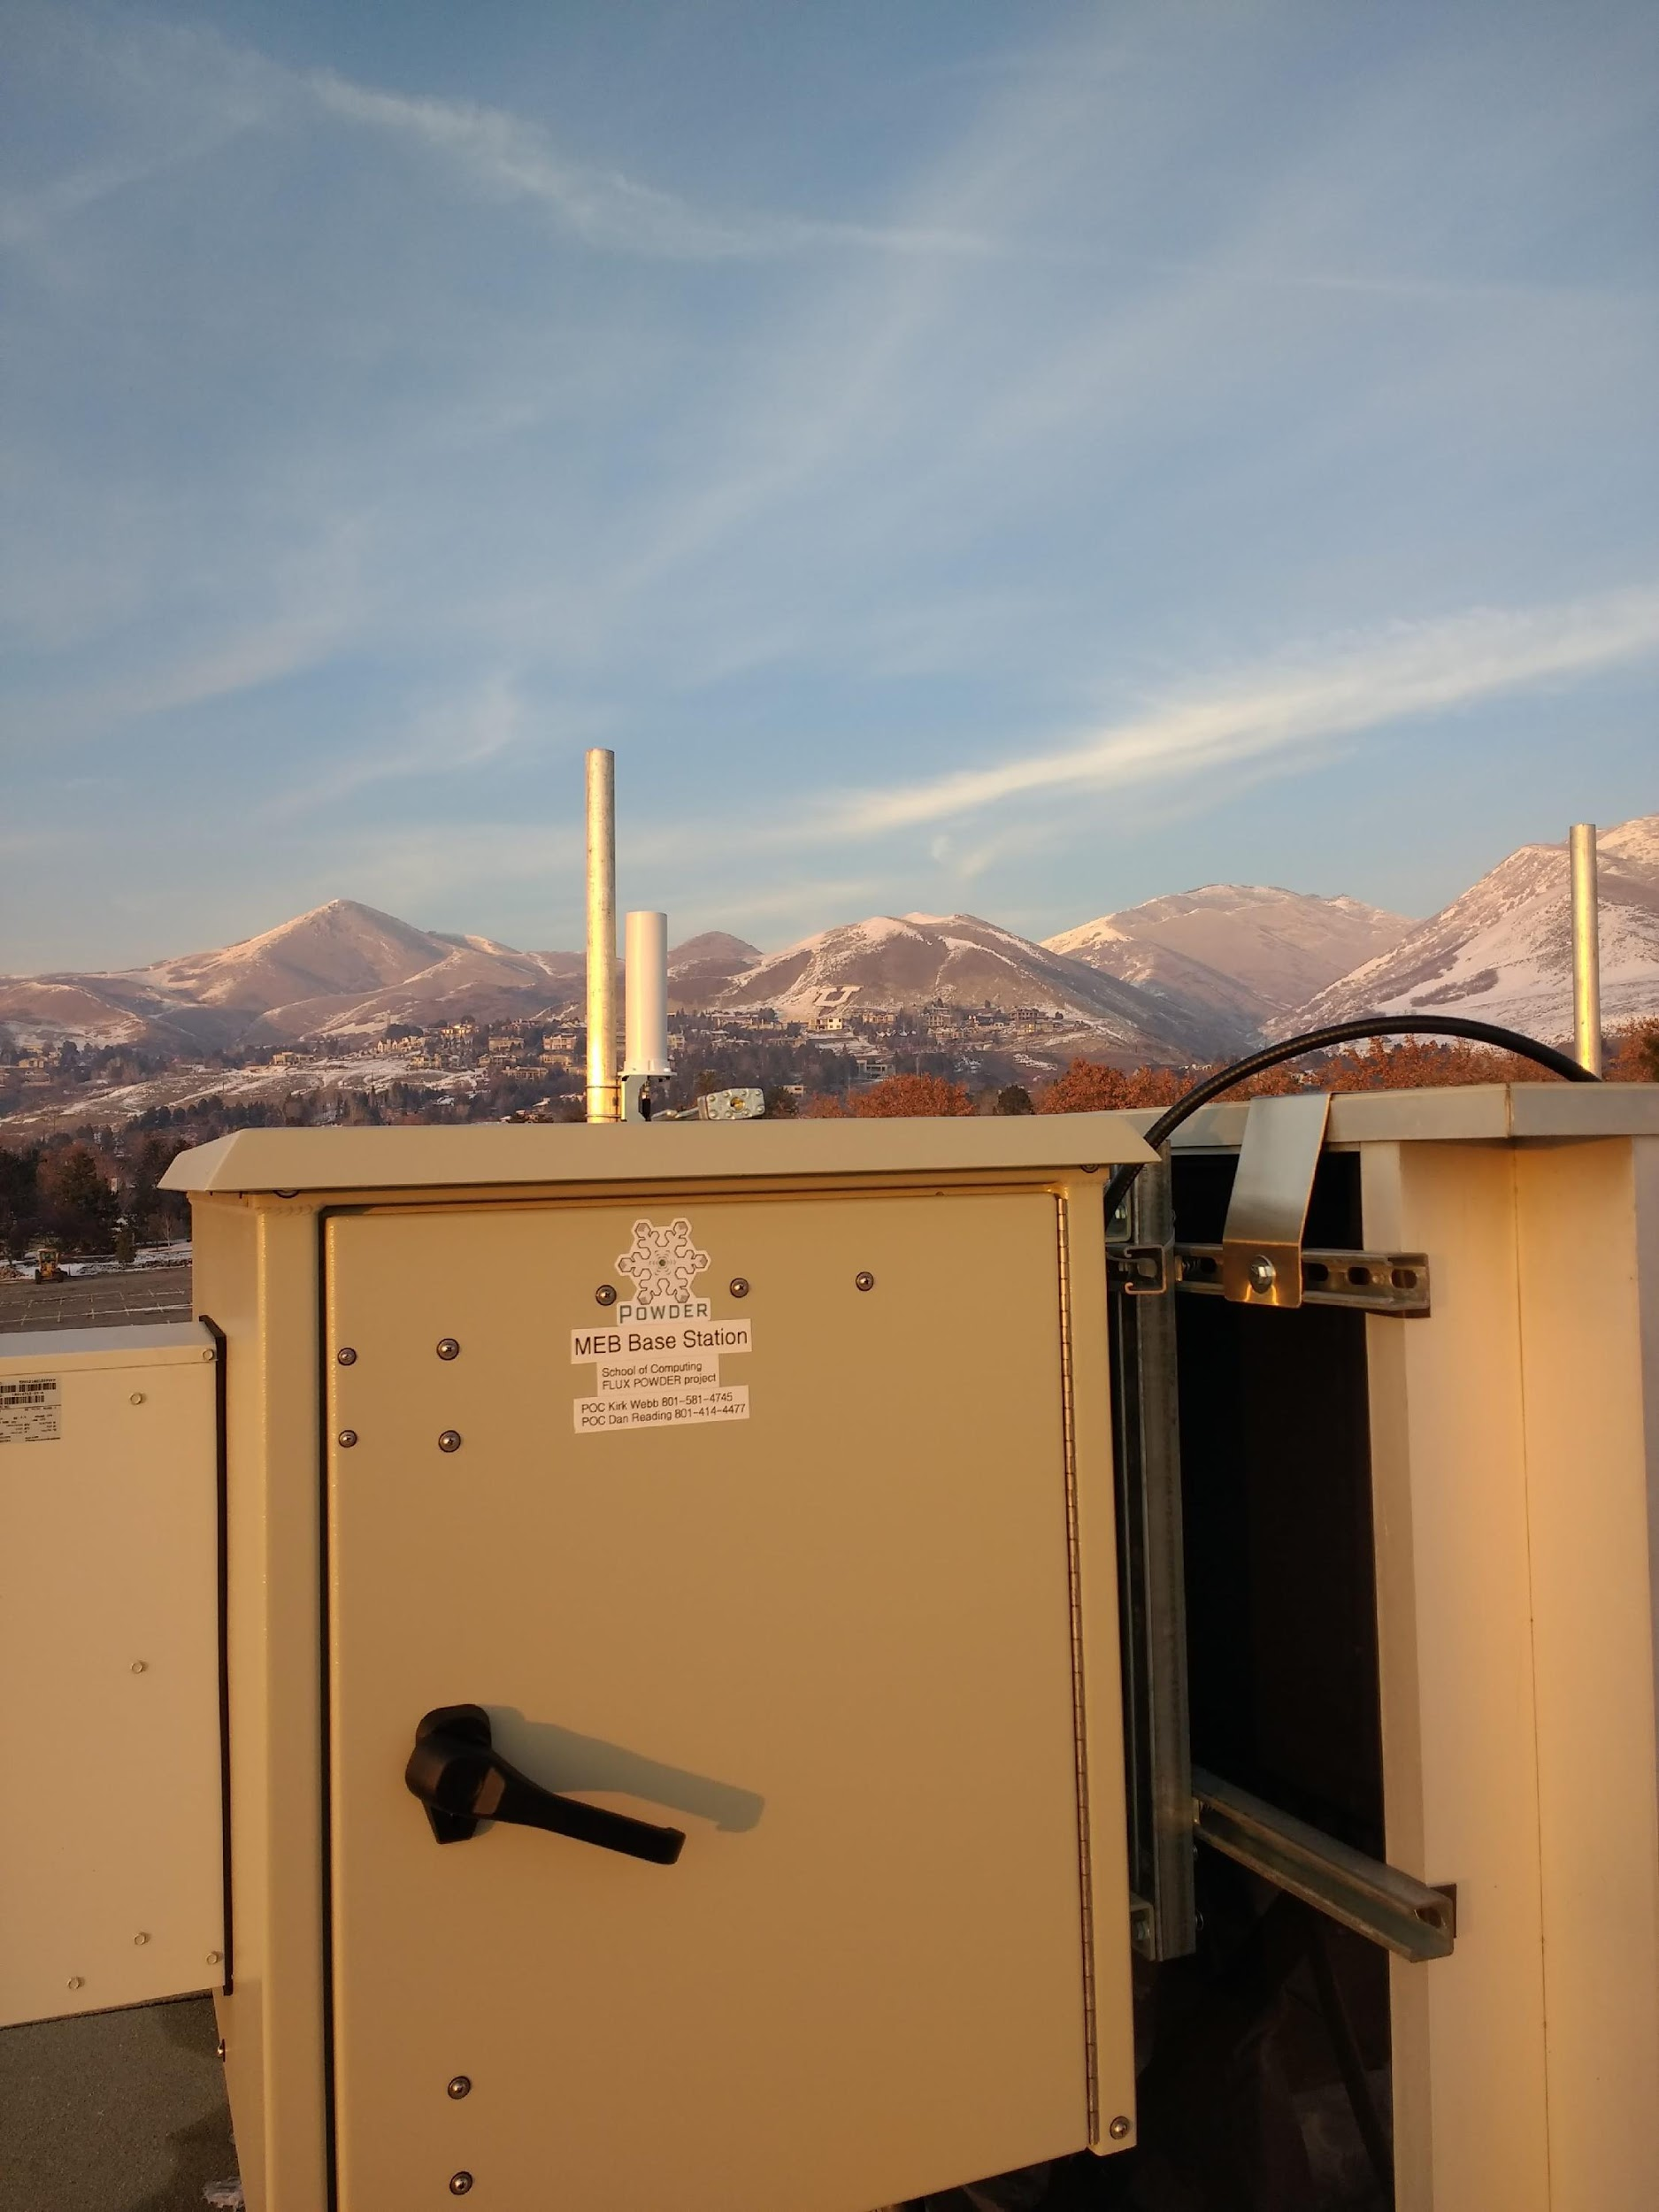 U
POWDER
MEB Base Station
School of Computing
FLUX POWDER project
POC Kirk Webb 801-581-4745
POC Dan Reading 801-414-4477